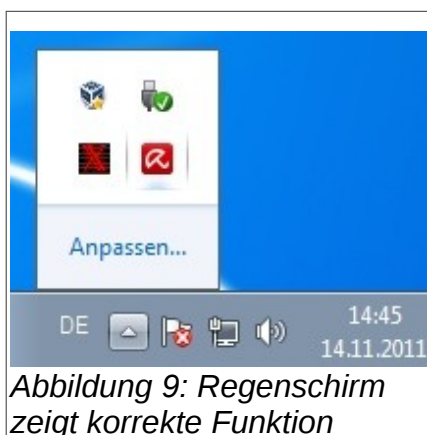 Anpassen...
DE
14:45
14.11.2011
Abbildung 9: Regenschirm
zeigt korrekte Funktion